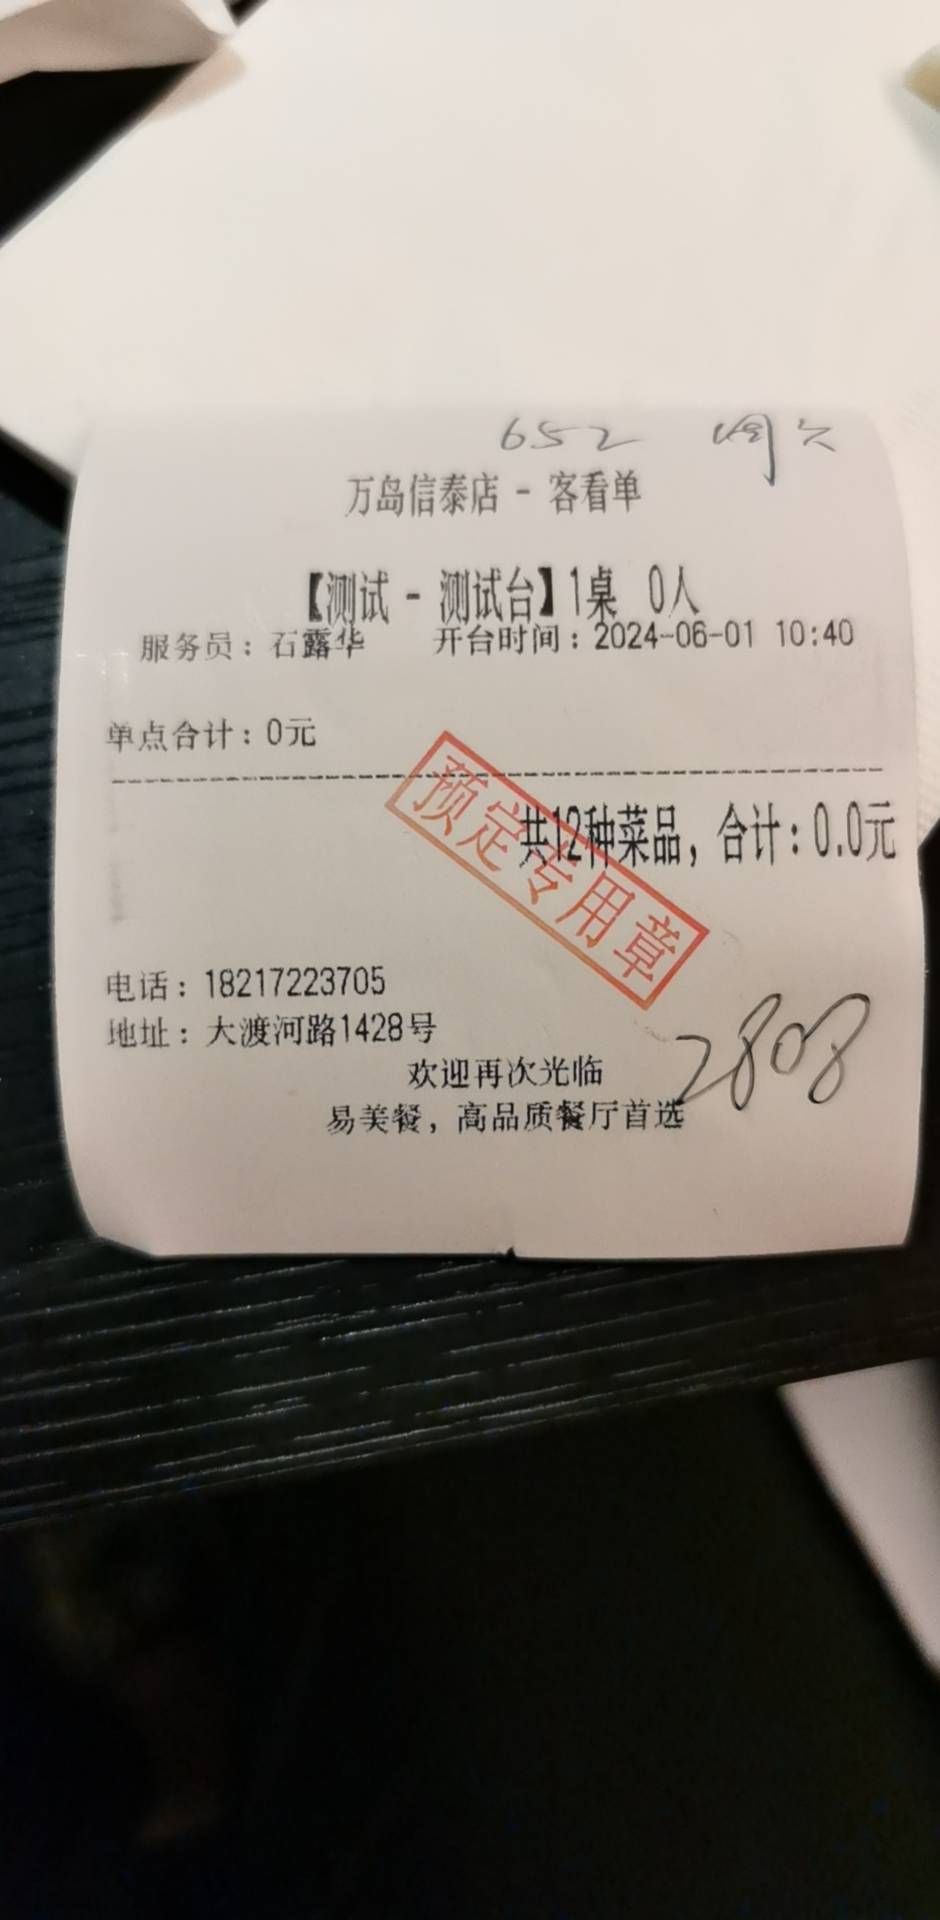 652
万岛信泰店 - 客看单
【测试 - 测试台】1桌 0人
服务员: 石露华 开台时间: 2024-06-01 10:40
单点合计: 0元
共12种菜品, 合计: 0.0元
预定专用章
电话: 18217223705
地址: 大渡河路1428号
2808
欢迎再次光临
易美餐, 高品质餐厅首选